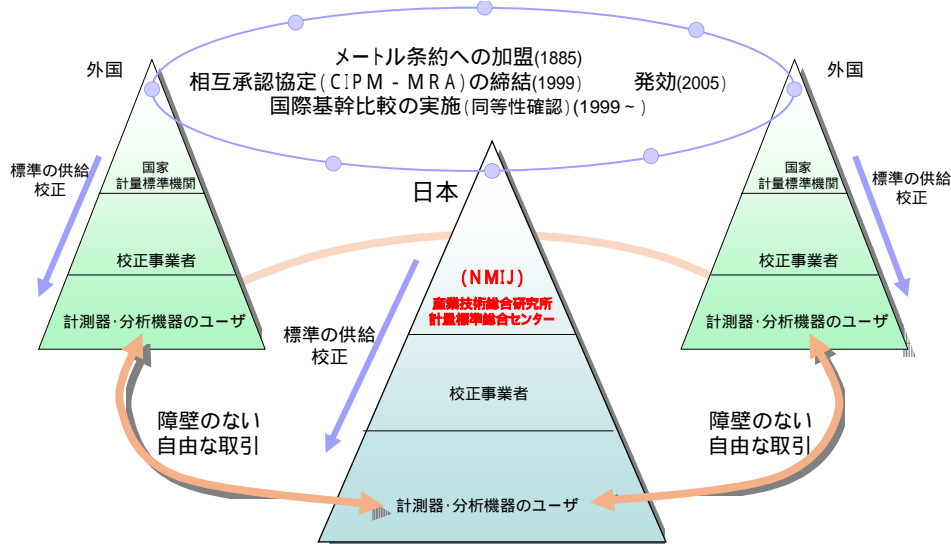 メートル条約への加盟(1885)
相互承認協定(CIPM-MRA)の締結(1999) 発効(2005)
国際基幹比較の実施(同等性確認)(1999~)
外国
国家
計量標準機関
校正事業者
計測器・分析機器のユーザ
標準の供給
校正
日本
(NMIJ)
産業技術総合研究所
計量標準総合センター
校正事業者
計測器・分析機器のユーザ
標準の供給
校正
外国
国家
計量標準機関
校正事業者
計測器・分析機器のユーザ
標準の供給
校正
障壁のない
自由な取引
障壁のない
自由な取引